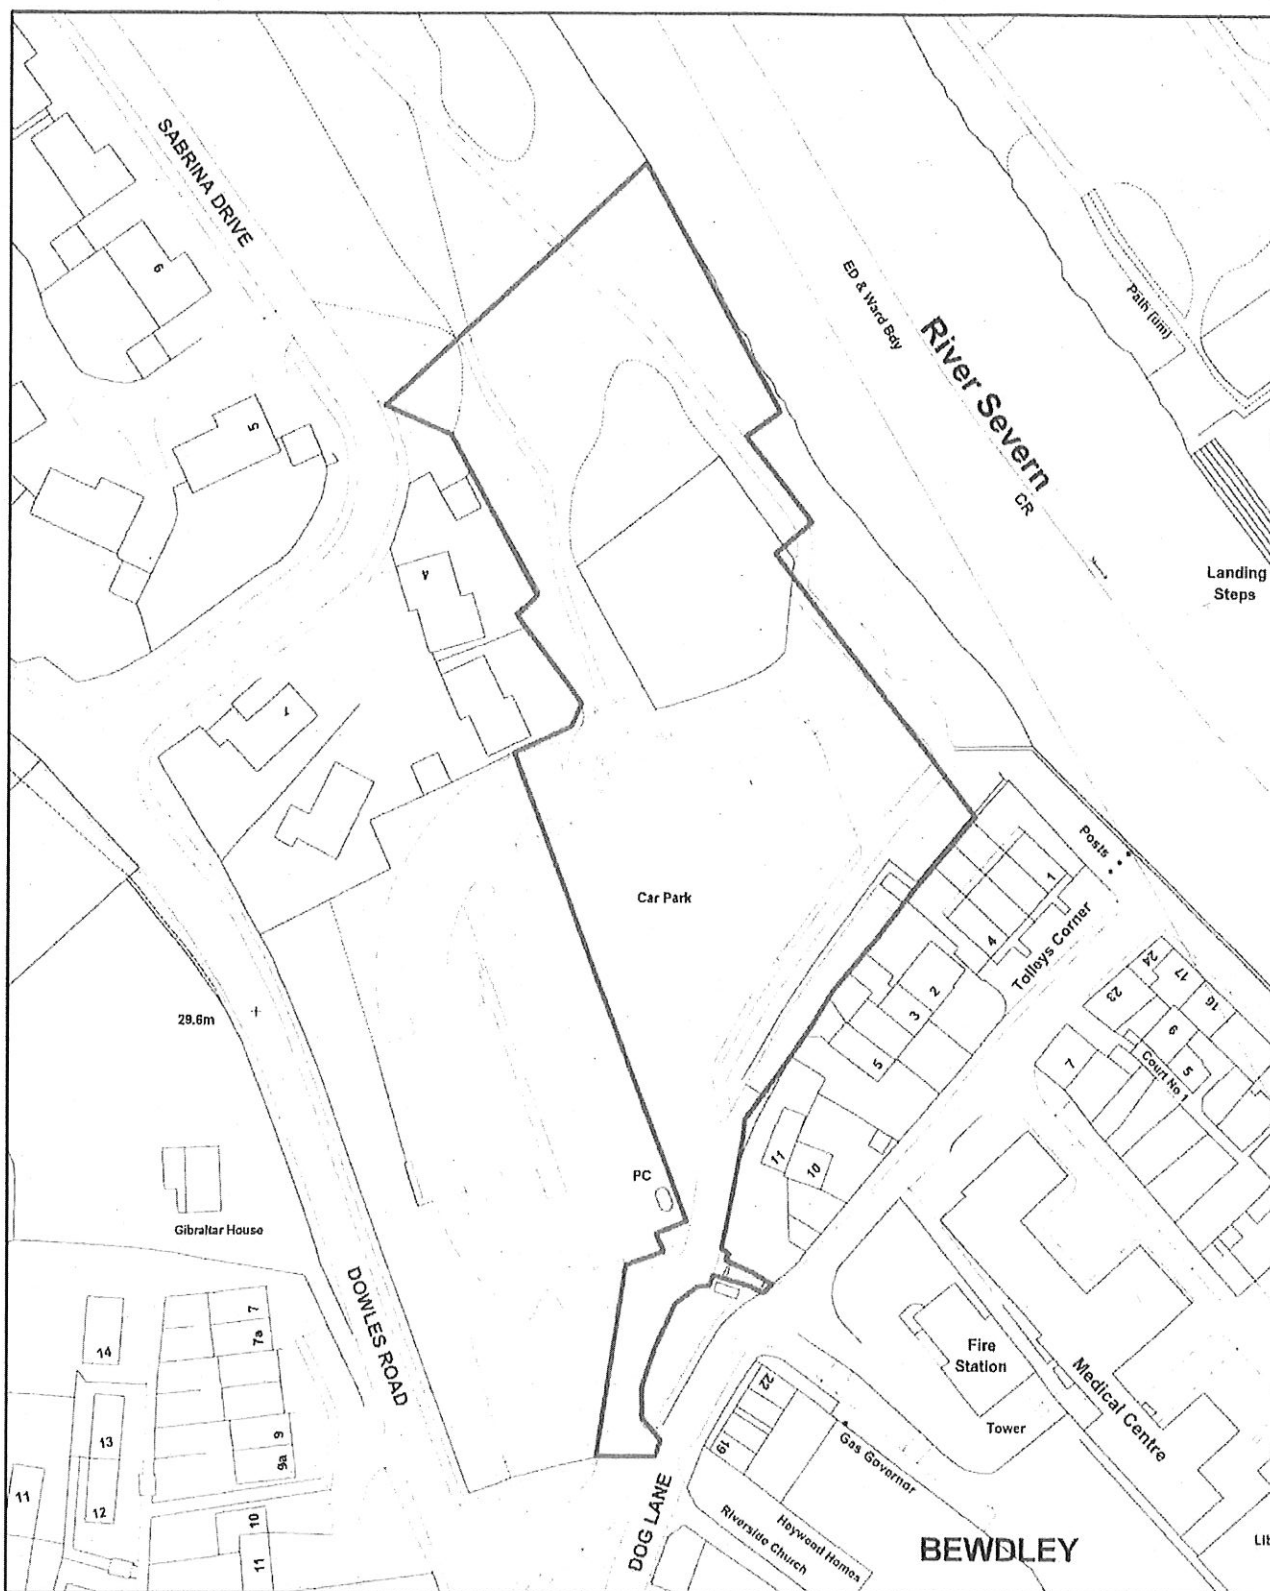 SABRINA DRIVE
6
5
4
1
ED & Ward Bdy
River Severn
CR
Path (um)
Landing
Steps
Car Park
29.6m
Posts
1
4
Talleys Corner
2
3
5
24
17
23
16
9
5
7
Court No 1
11
10
PC
Gibraltar House
DOWLES ROAD
7
7a
14
13
9
9a
11
12
10
11
Fire
Station
Tower
Medical Centre
22
19
Gas Governor
DOG LANE
Heywood Homes
Riverside Church
BEWDLEY